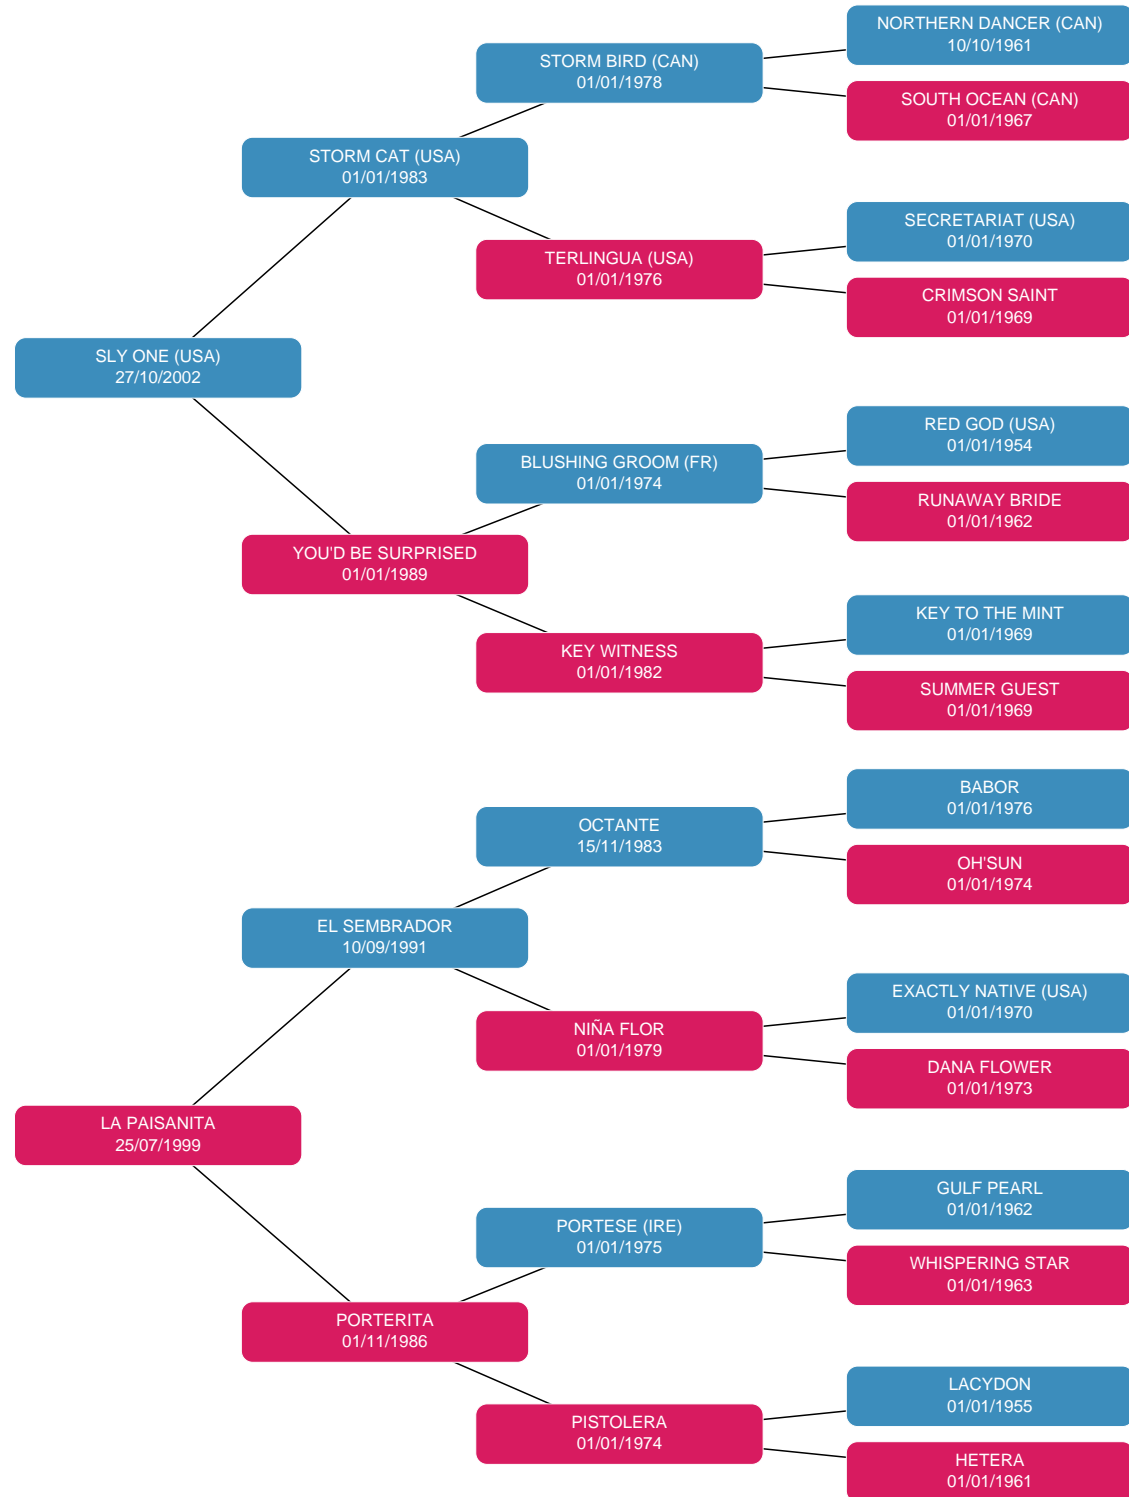 NORTHERN DANCER (CAN)
10/10/1961
STORM BIRD (CAN)
01/01/1978
SOUTH OCEAN (CAN)
01/01/1967
STORM CAT (USA)
01/01/1983
SECRETARIAT (USA)
01/01/1970
TERLINGUA (USA)
01/01/1976
CRIMSON SAINT
01/01/1969
SLY ONE (USA)
27/10/2002
RED GOD (USA)
01/01/1954
BLUSHING GROOM (FR)
01/01/1974
RUNAWAY BRIDE
01/01/1962
YOU'D BE SURPRISED
01/01/1989
KEY TO THE MINT
01/01/1969
KEY WITNESS
01/01/1982
SUMMER GUEST
01/01/1969
BABOR
01/01/1976
OCTANTE
15/11/1983
OH'SUN
01/01/1974
EL SEMBRADOR
10/09/1991
EXACTLY NATIVE (USA)
01/01/1970
NIÑA FLOR
01/01/1979
DANA FLOWER
01/01/1973
LA PAISANITA
25/07/1999
GULF PEARL
01/01/1962
PORTESE (IRE)
01/01/1975
WHISPERING STAR
01/01/1963
PORTERITA
01/11/1986
LACYDON
01/01/1955
PISTOLERA
01/01/1974
HETERA
01/01/1961